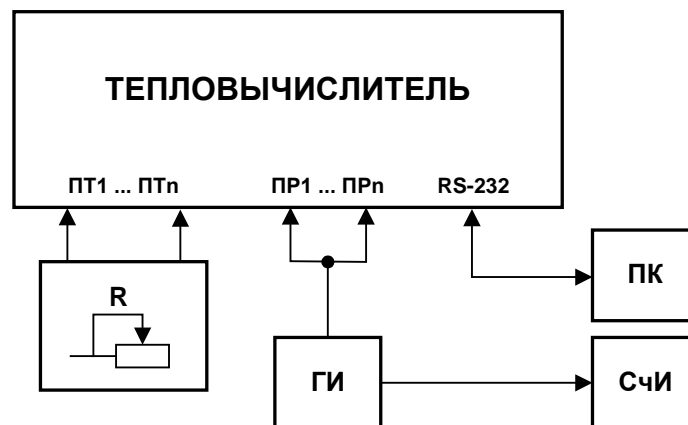 ТЕПЛОВЫЧИСЛИТЕЛЬ
ПТ1 ... ПТn ПР1 ... ПРn RS-232
ПК
R
ГИ СчИ